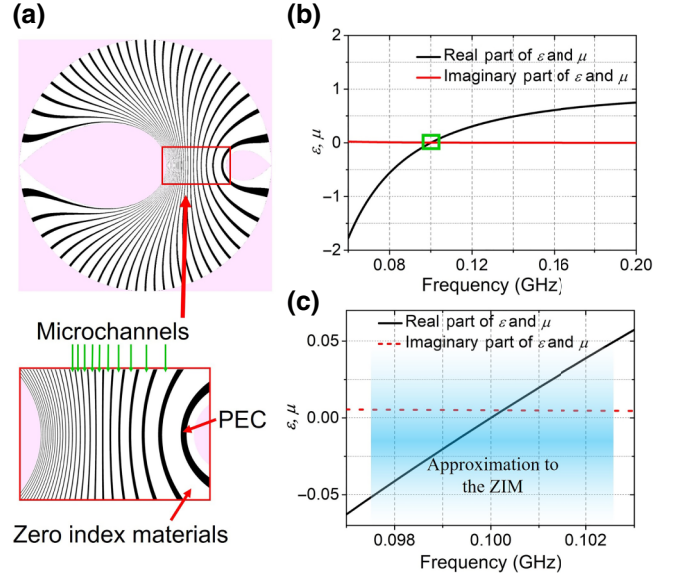 (a)
Microchannels
PEC
Zero index materials
(b)
Real part of ε and μ
Imaginary part of ε and μ
ε, μ
2
1
0
−1
−2
0.08
0.12
0.16
0.20
Frequency (GHz)
(c)
Real part of ε and μ
Imaginary part of ε and μ
ε, μ
0.05
0.00
−0.05
Approximation to
the ZIM
0.098
0.100
0.102
Frequency (GHz)